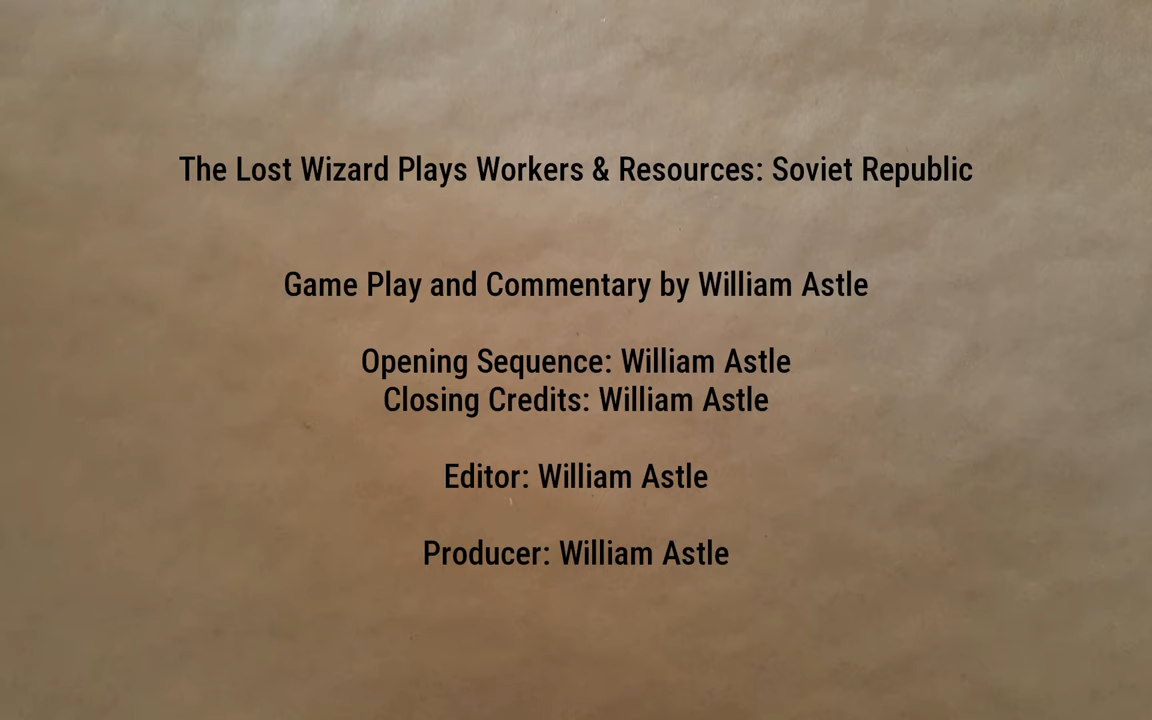 The Lost Wizard Plays Workers & Resources: Soviet Republic
Game Play and Commentary by William Astle
Opening Sequence: William Astle
Closing Credits: William Astle
Editor: William Astle
Producer: William Astle